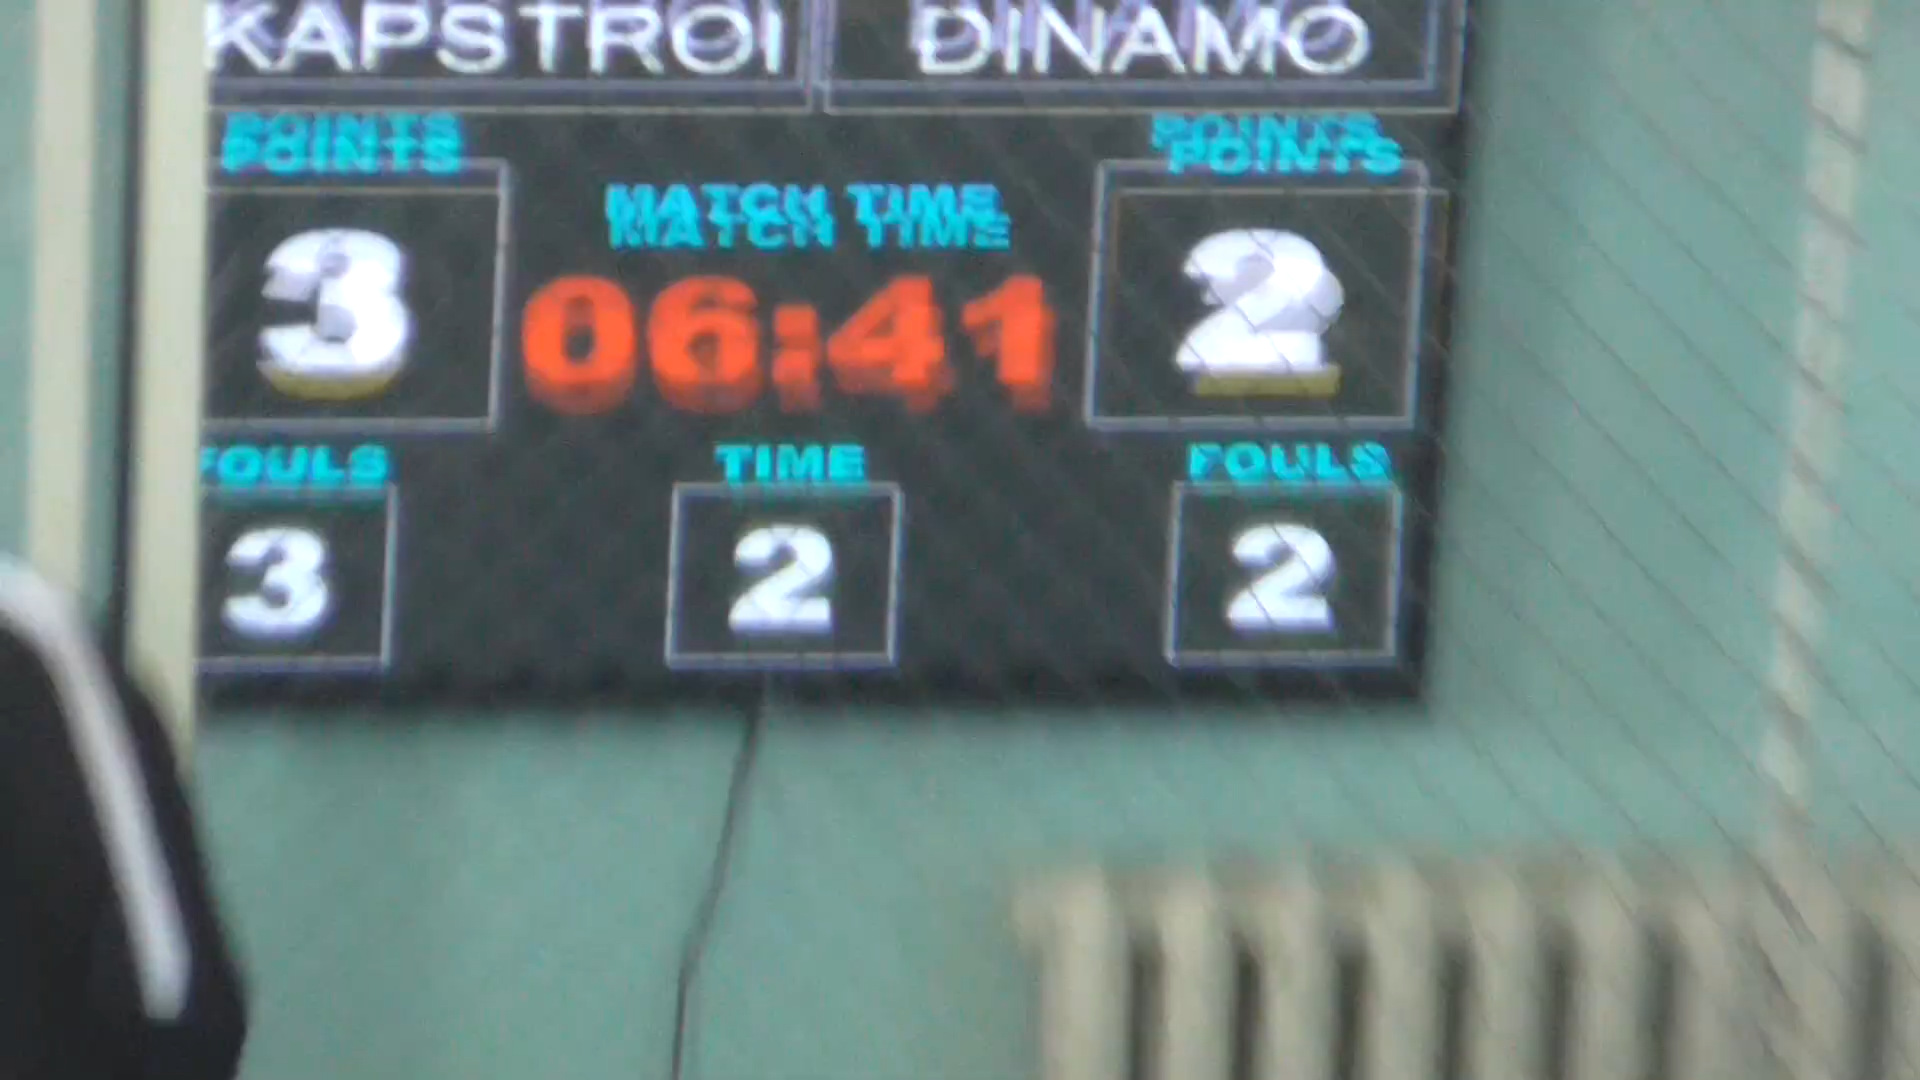 KAPSTROI DINAMO
POINTS MATCH TIME POINTS
3 06:41 2
FOULS TIME FOULS
3 2 2